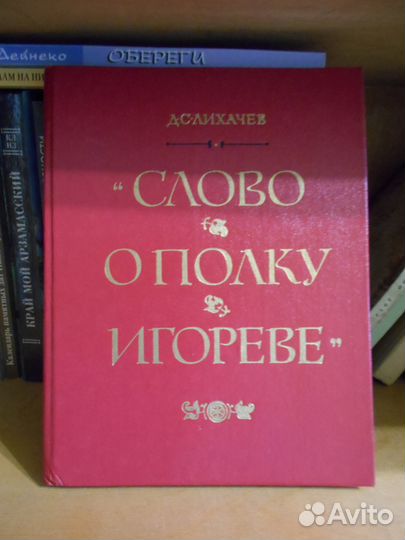 Дейнеко ОБЕРЕГИ
КРАЙ МОЙ АРЗАМАССКИЙ
Д.С.ЛИХАЧЕВ
"СЛОВО
О ПОЛКУ
ИГОРЕВЕ"
Avito